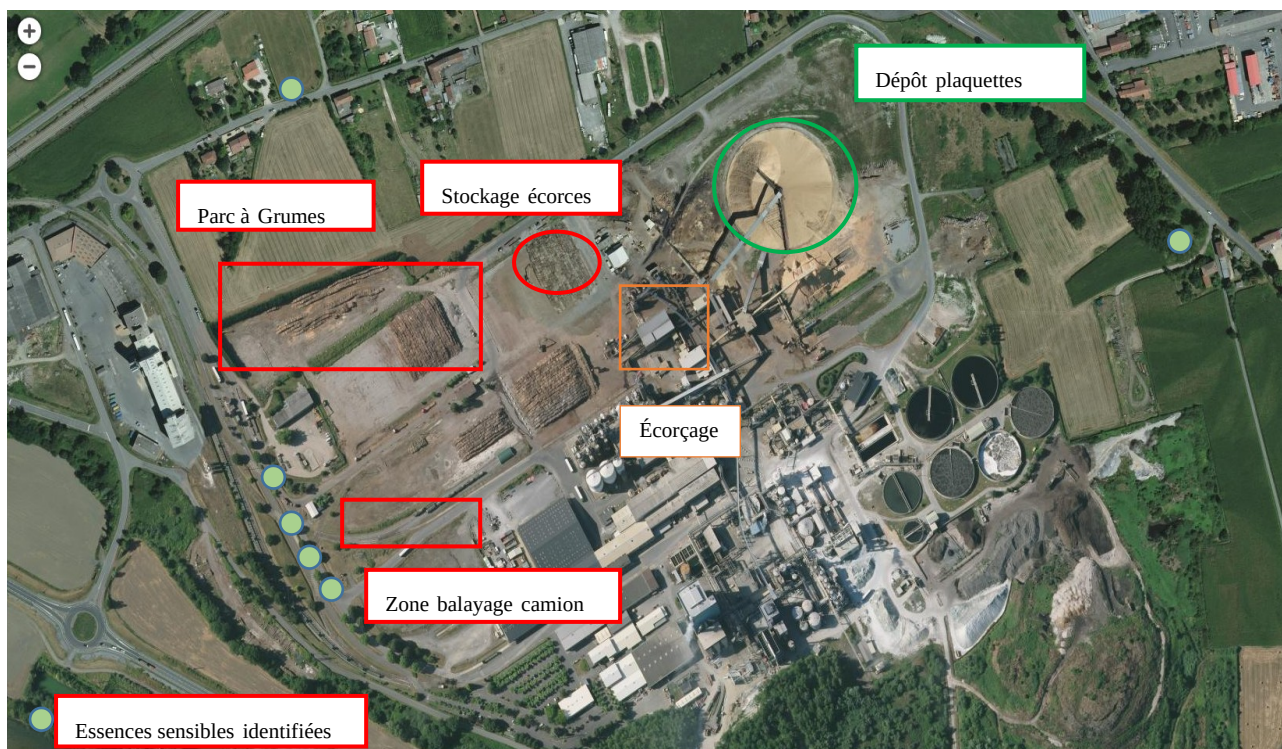 +
−
Dépôt plaquettes
Stockage écorces
Parc à Grumes
Écorçage
Zone balayage camion
Essences sensibles identifiées